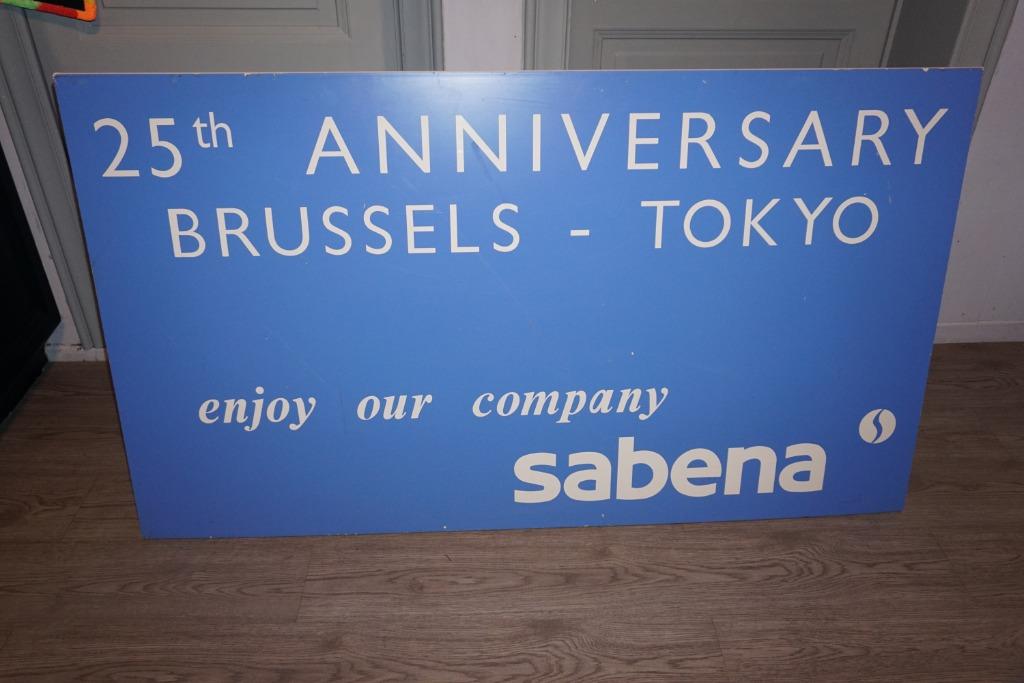 25th ANNIVERSARY
BRUSSELS - TOKYO
enjoy our company
sabena